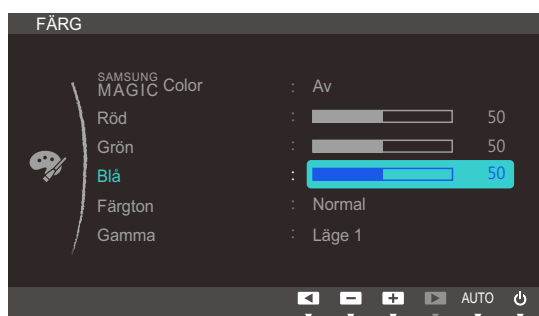 FÄRG
SAMSUNG MAGIC Color : Av
Röd : 50
Grön : 50
Blå : 50
Färgton : Normal
Gamma : Läge 1
AUTO